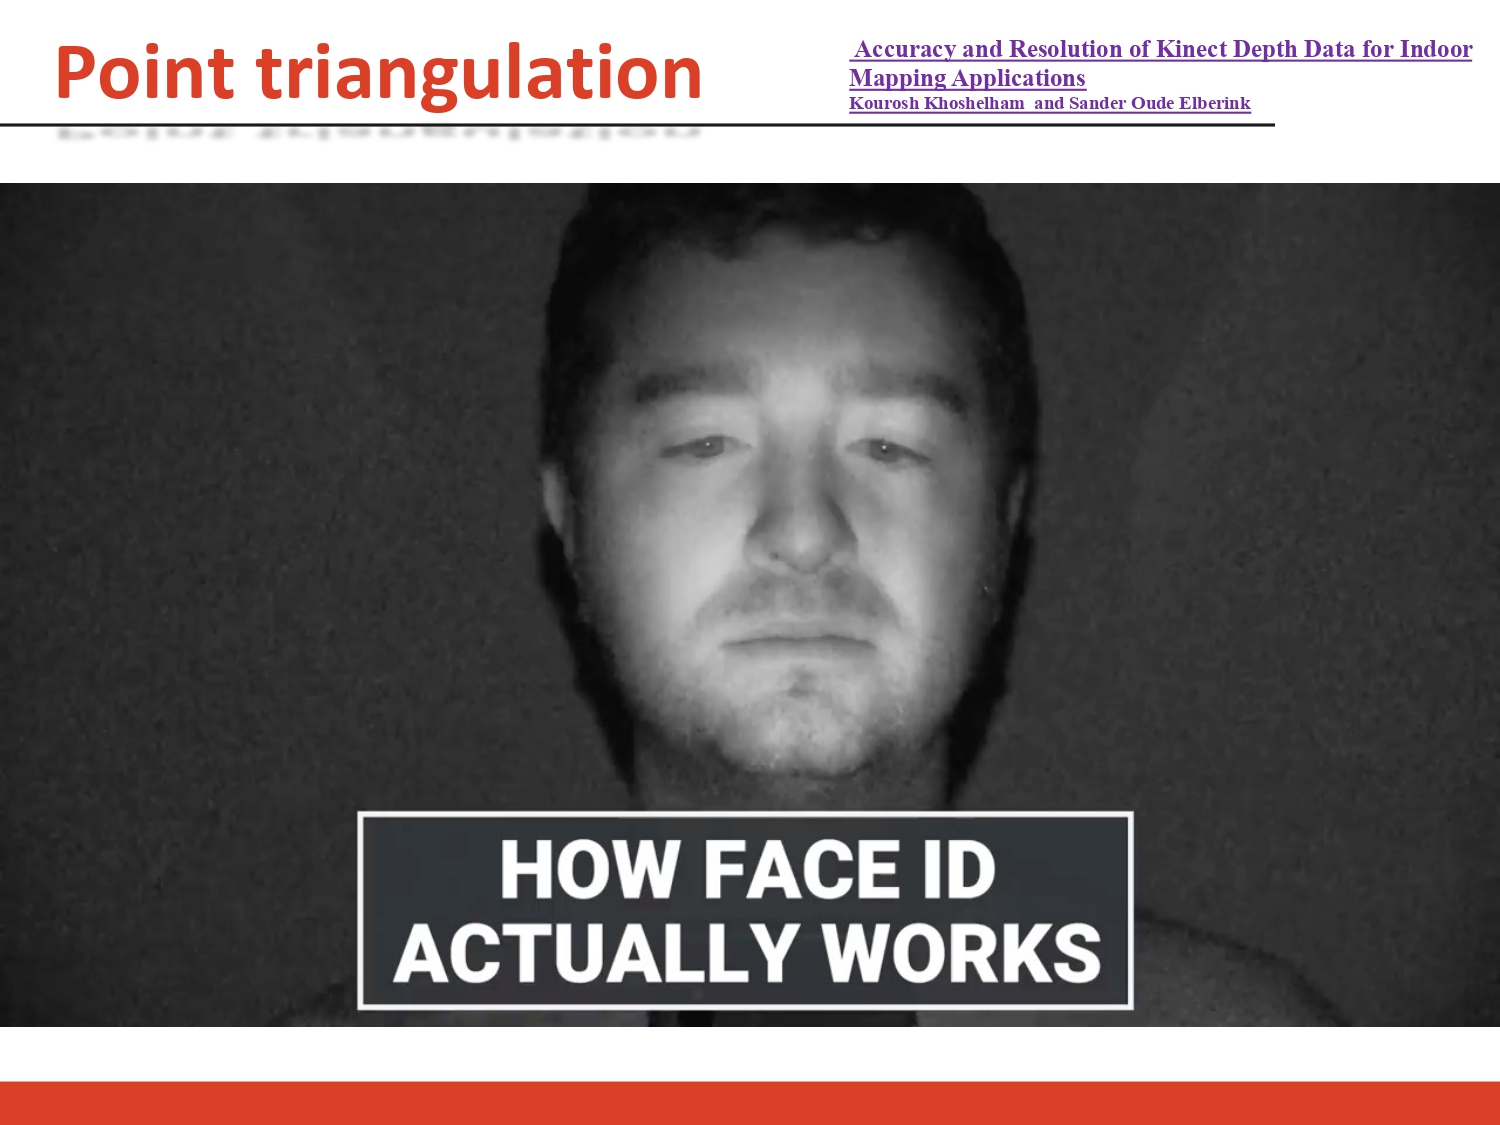 Point triangulation
Accuracy and Resolution of Kinect Depth Data for Indoor
Mapping Applications
Kourosh Khoshelham and Sander Oude Elberink
HOW FACE ID
ACTUALLY WORKS